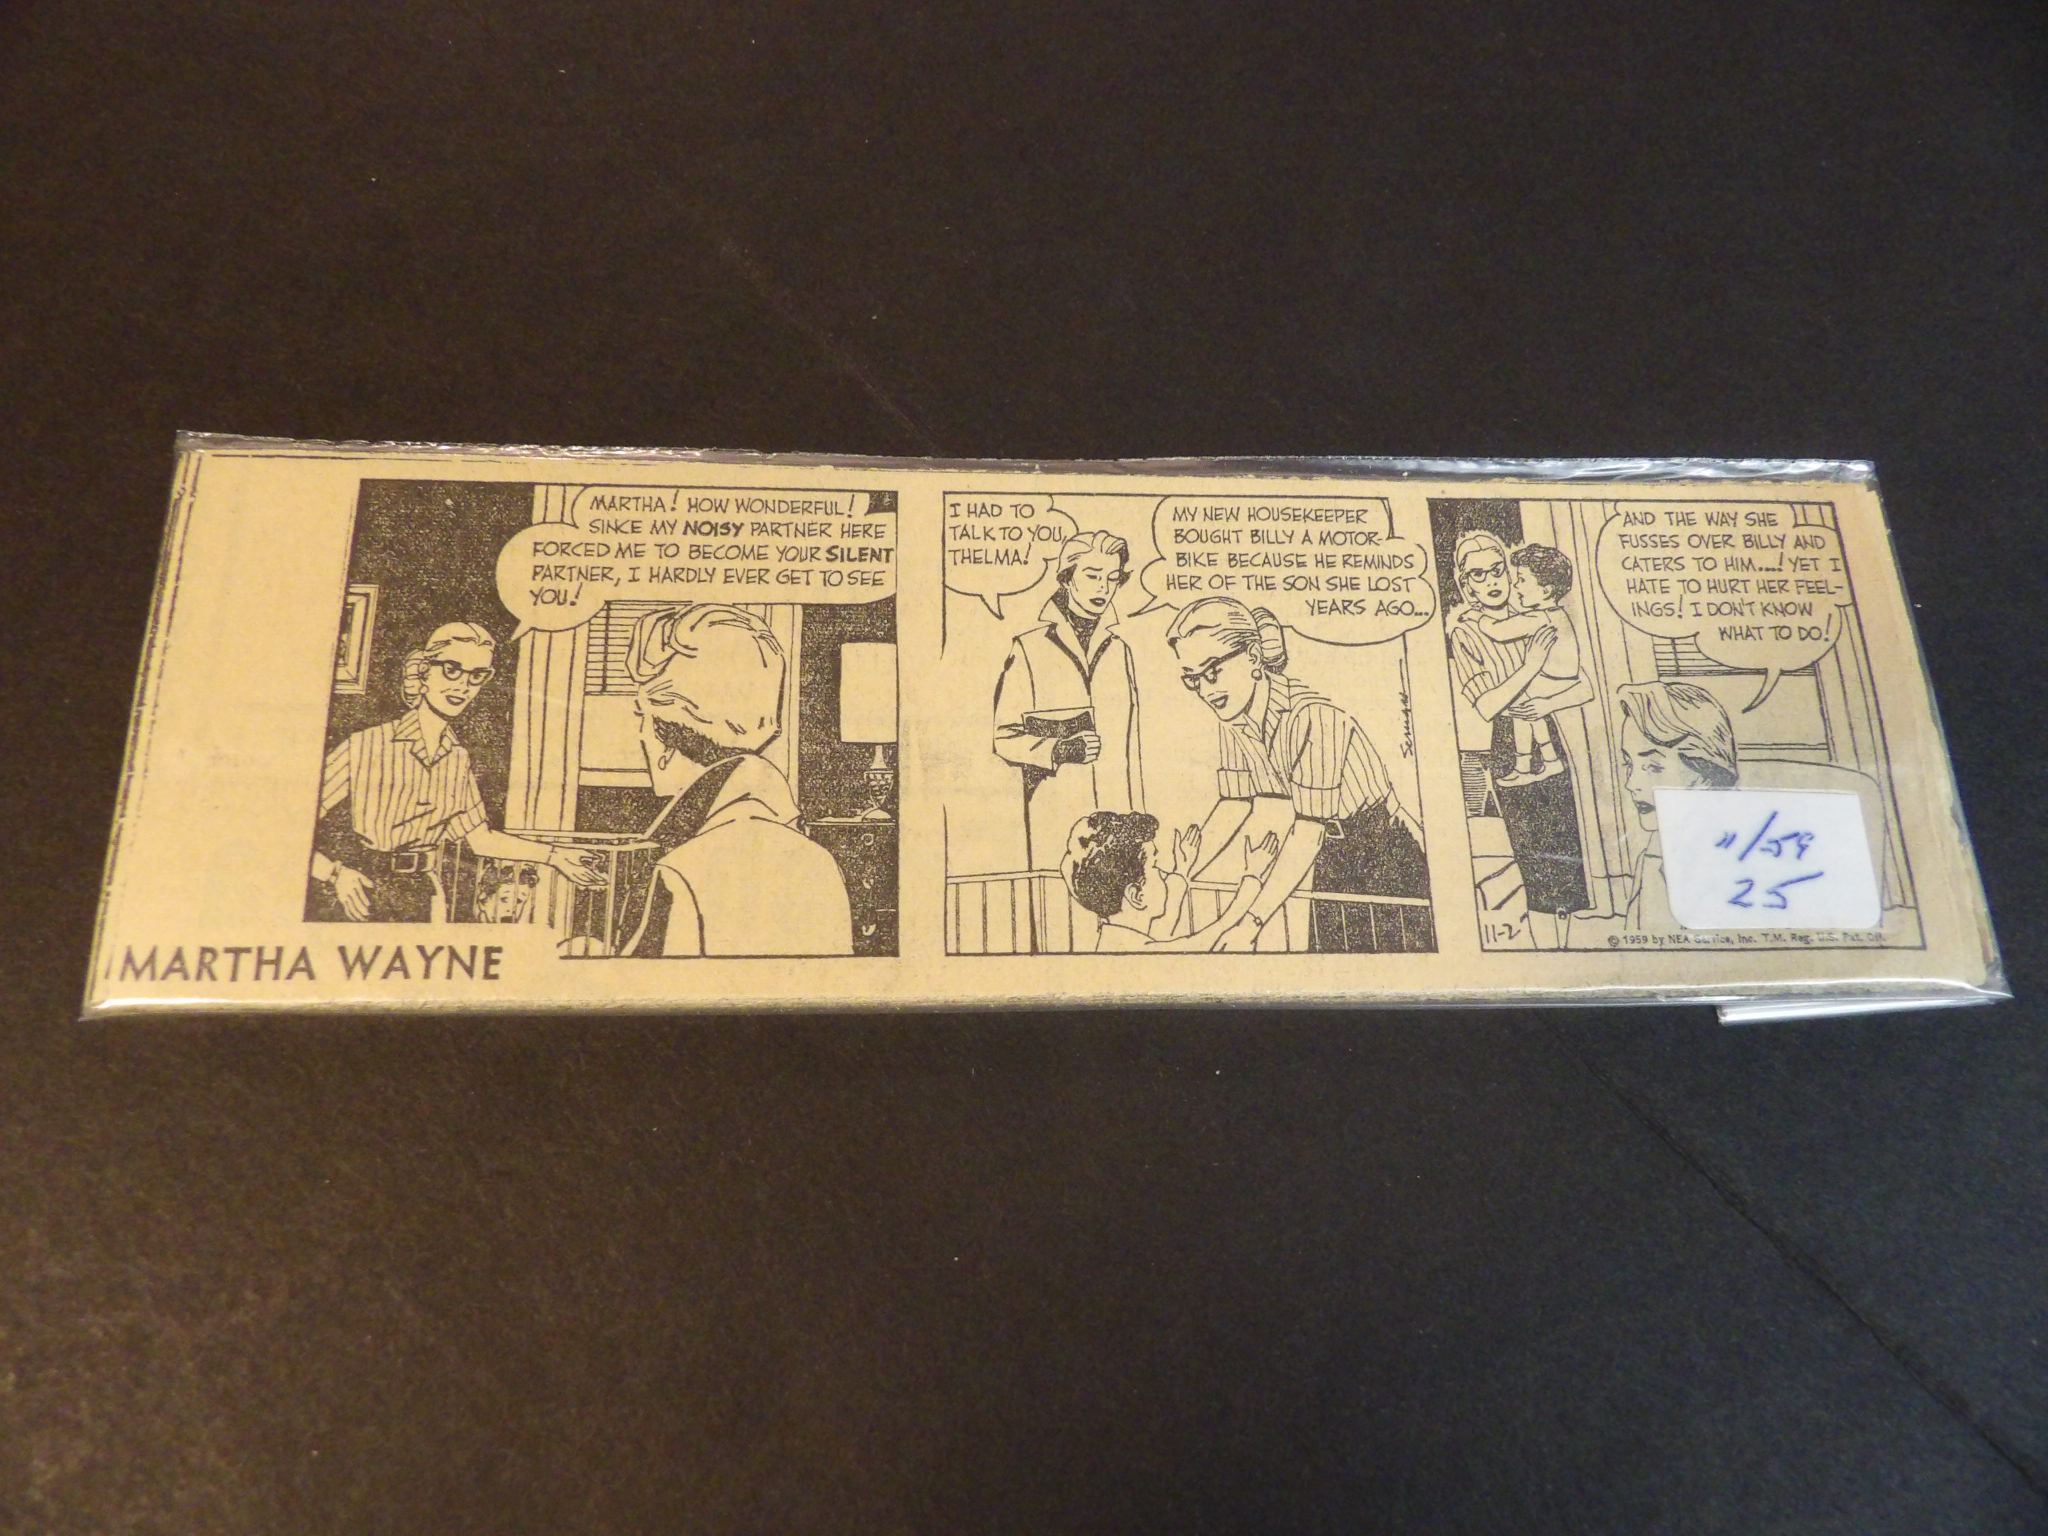 MARTHA! HOW WONDERFUL!
SINCE MY NOISY PARTNER HERE
FORCED ME TO BECOME YOUR SILENT
PARTNER, I HARDLY EVER GET TO SEE
YOU!
I HAD TO
TALK TO YOU,
THELMA!
MY NEW HOUSEKEEPER
BOUGHT BILLY A MOTOR-
BIKE BECAUSE HE REMINDS
HER OF THE SON SHE LOST
YEARS AGO...
AND THE WAY SHE
FUSSES OVER BILLY AND
CATERS TO HIM....! YET I
HATE TO HURT HER FEEL-
INGS! I DON'T KNOW
WHAT TO DO!
11-2
© 1959 by NEA Service, Inc. T.M. Reg. U.S. Pat. Off.
MARTHA WAYNE
11/59
25